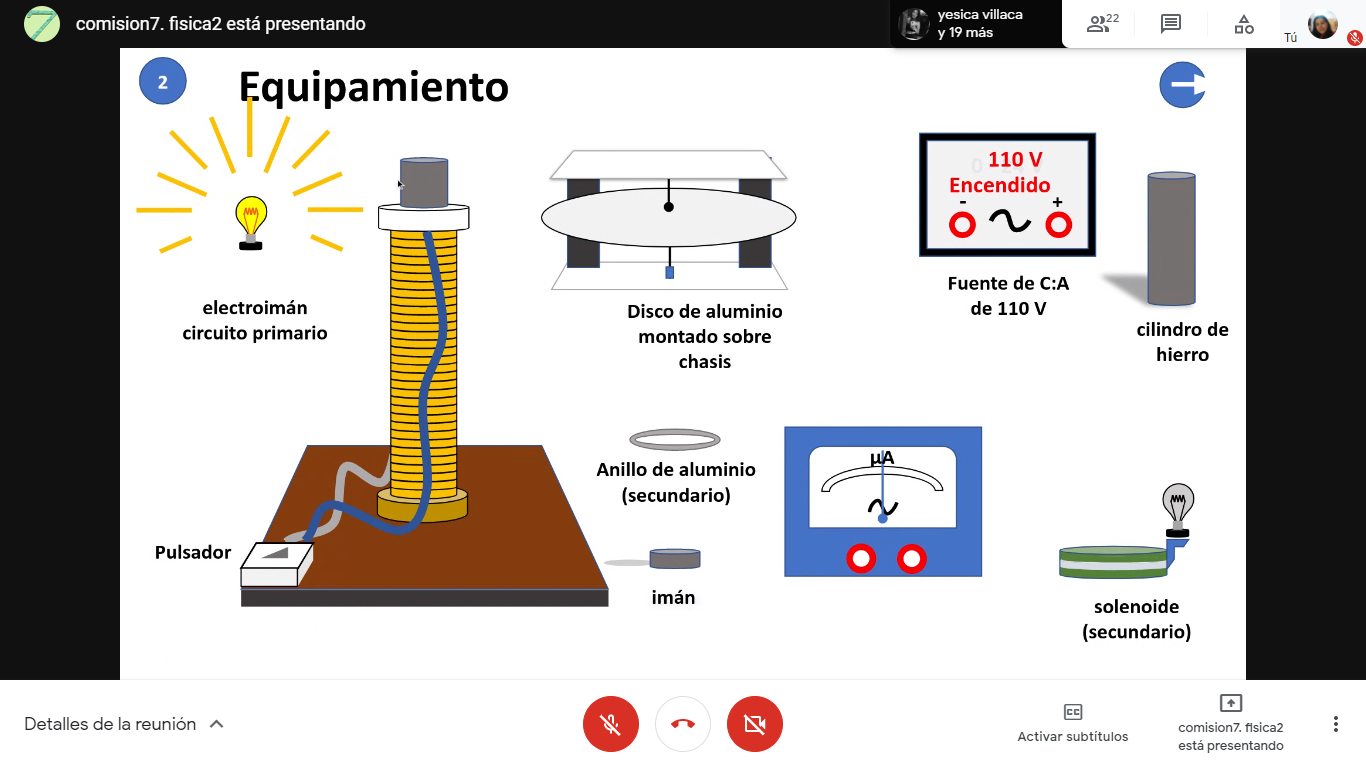 comision7. fisica2 está presentando
yesica villaca
y 19 más
22
Tú
2
Equipamiento
110 V
Encendido
- +
electroimán
circuito primario
Disco de aluminio
montado sobre
chasis
Fuente de C:A
de 110 V
cilindro de
hierro
Anillo de aluminio
(secundario)
µA
Pulsador
imán
solenoide
(secundario)
Detalles de la reunión
CC
Activar subtítulos
comision7. fisica2
está presentando